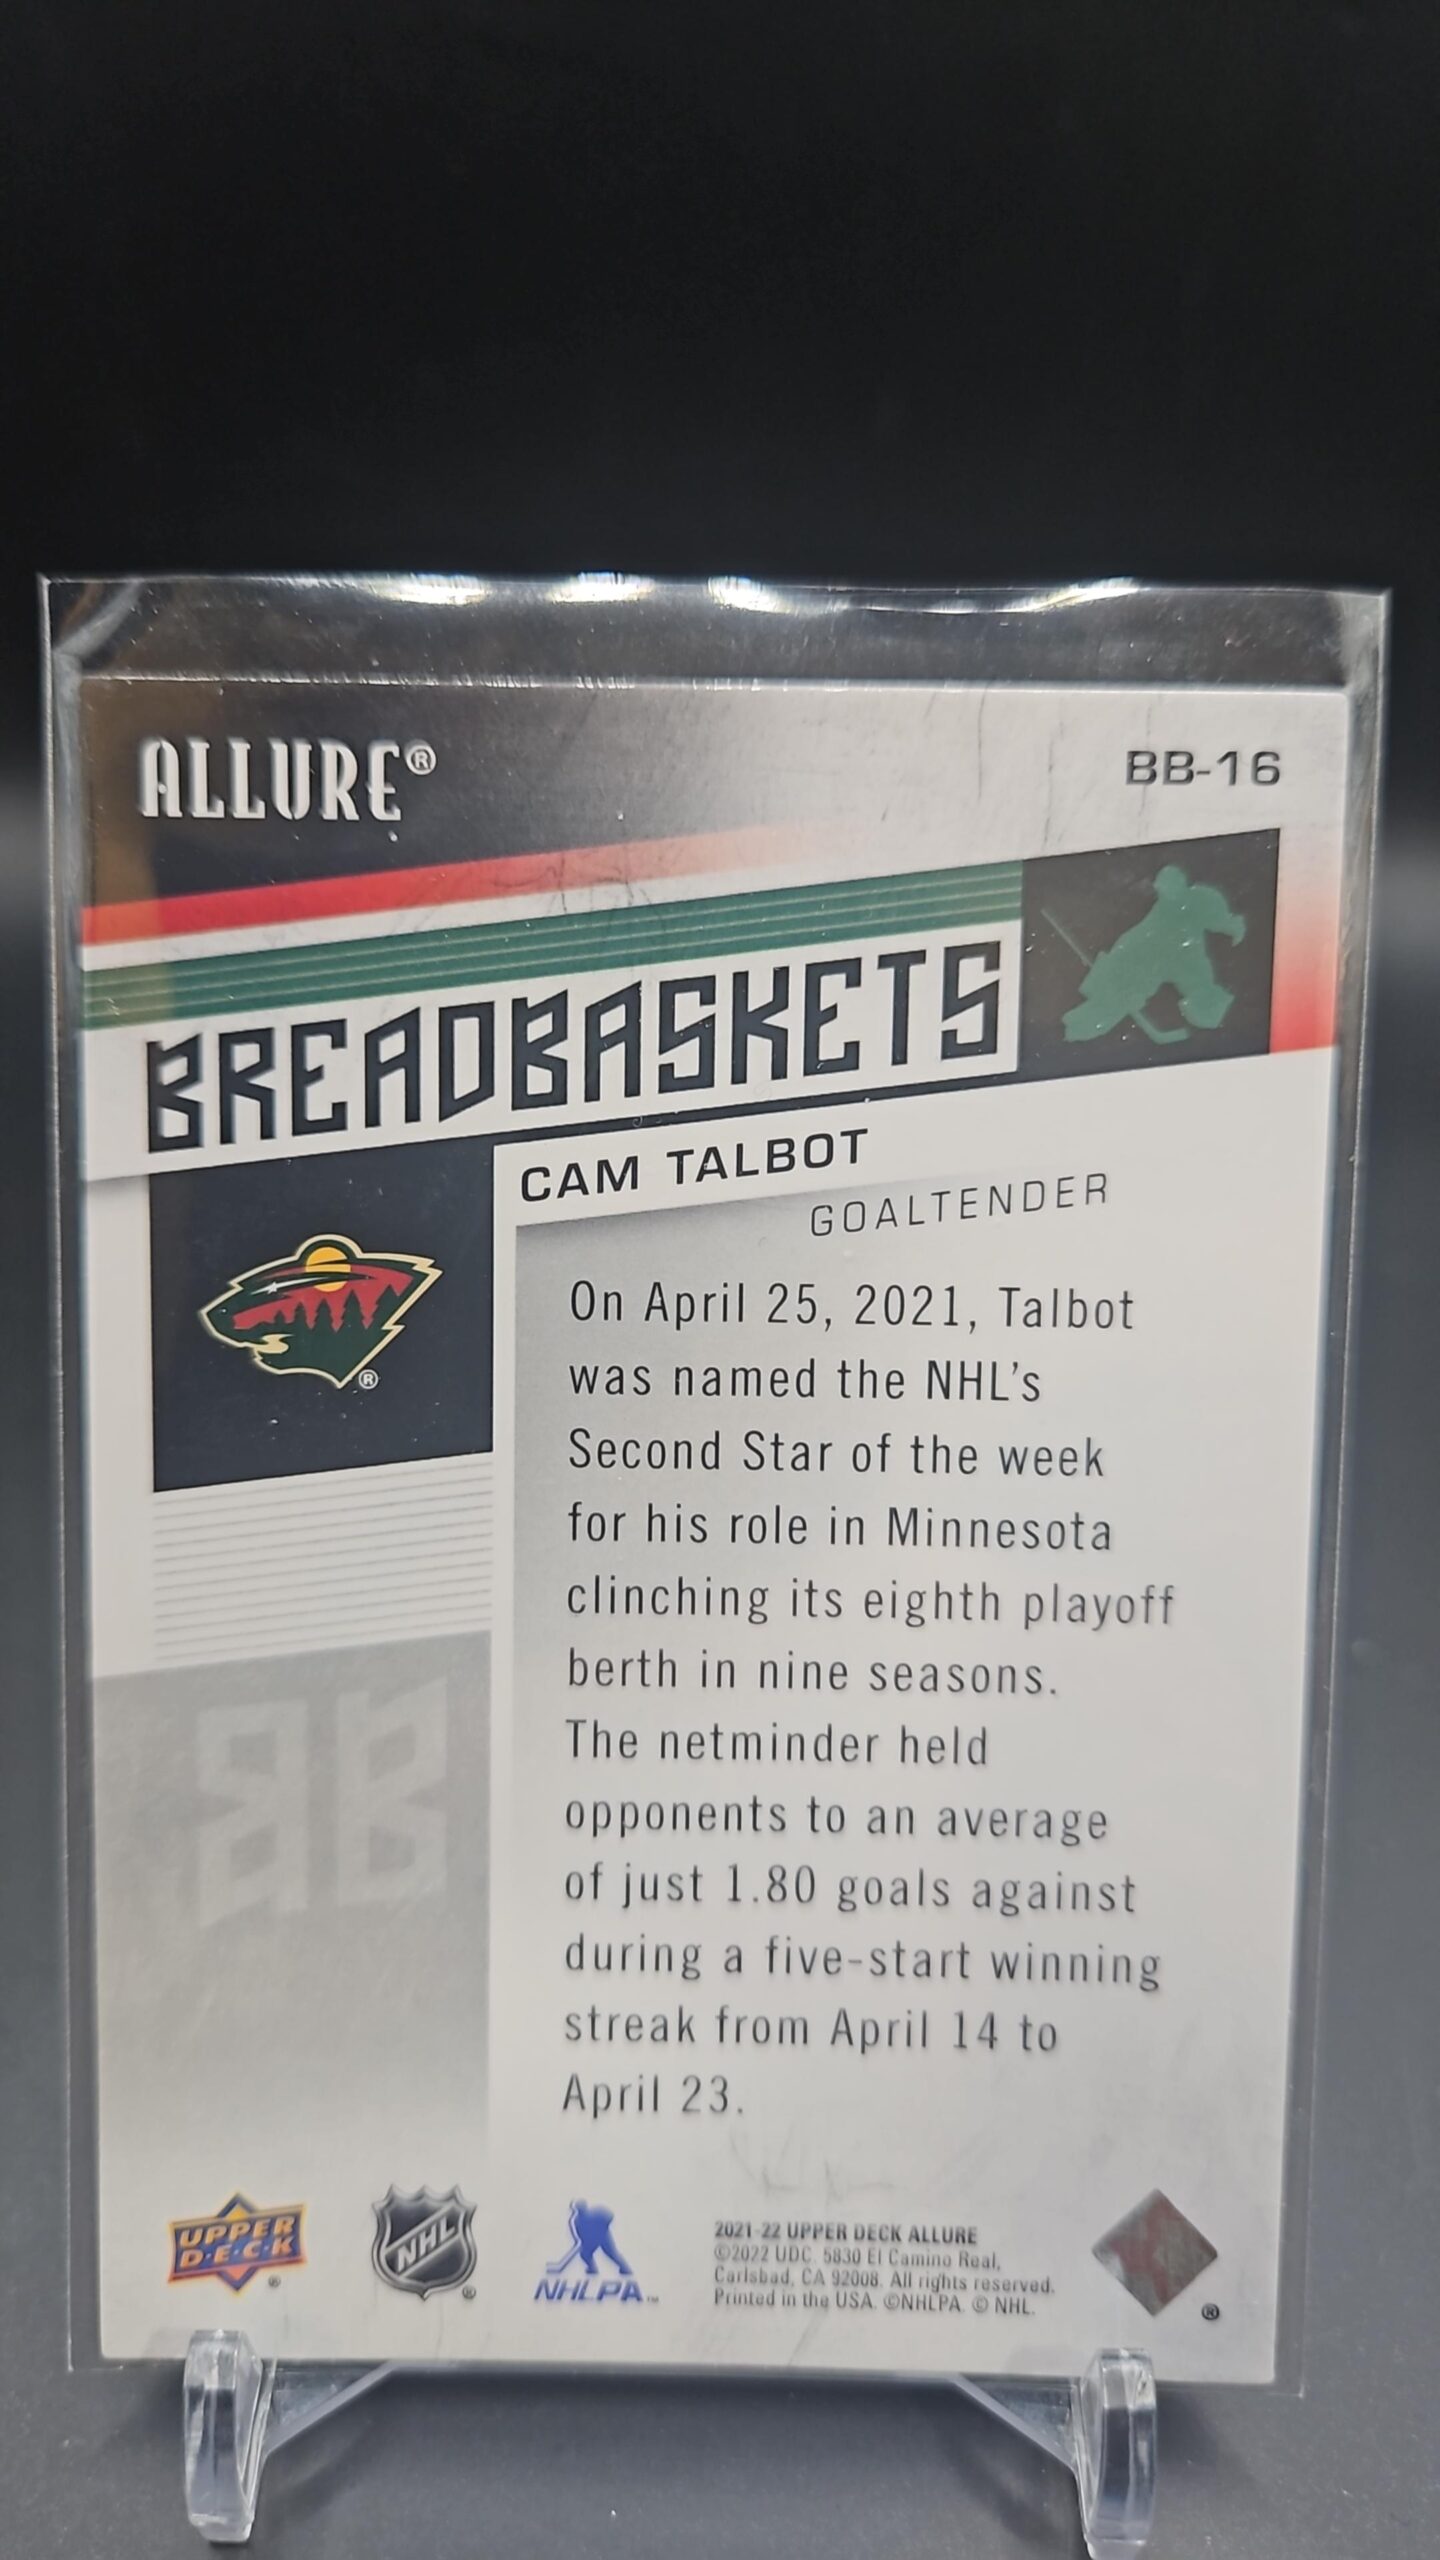 ALLURE®
BB-16
BREADBASKETS
CAM TALBOT
GOALTENDER
®
On April 25, 2021, Talbot
was named the NHL's
Second Star of the week
for his role in Minnesota
clinching its eighth playoff
berth in nine seasons.
The netminder held
opponents to an average
of just 1.80 goals against
during a five-start winning
streak from April 14 to
April 23.
BB
UPPER
D·E·C·K
®
NHL
®
NHLPA™
2021-22 UPPER DECK ALLURE
©2022 UDC. 5830 El Camino Real,
Carlsbad, CA 92008. All rights reserved.
Printed in the USA. ©NHLPA. © NHL.
®